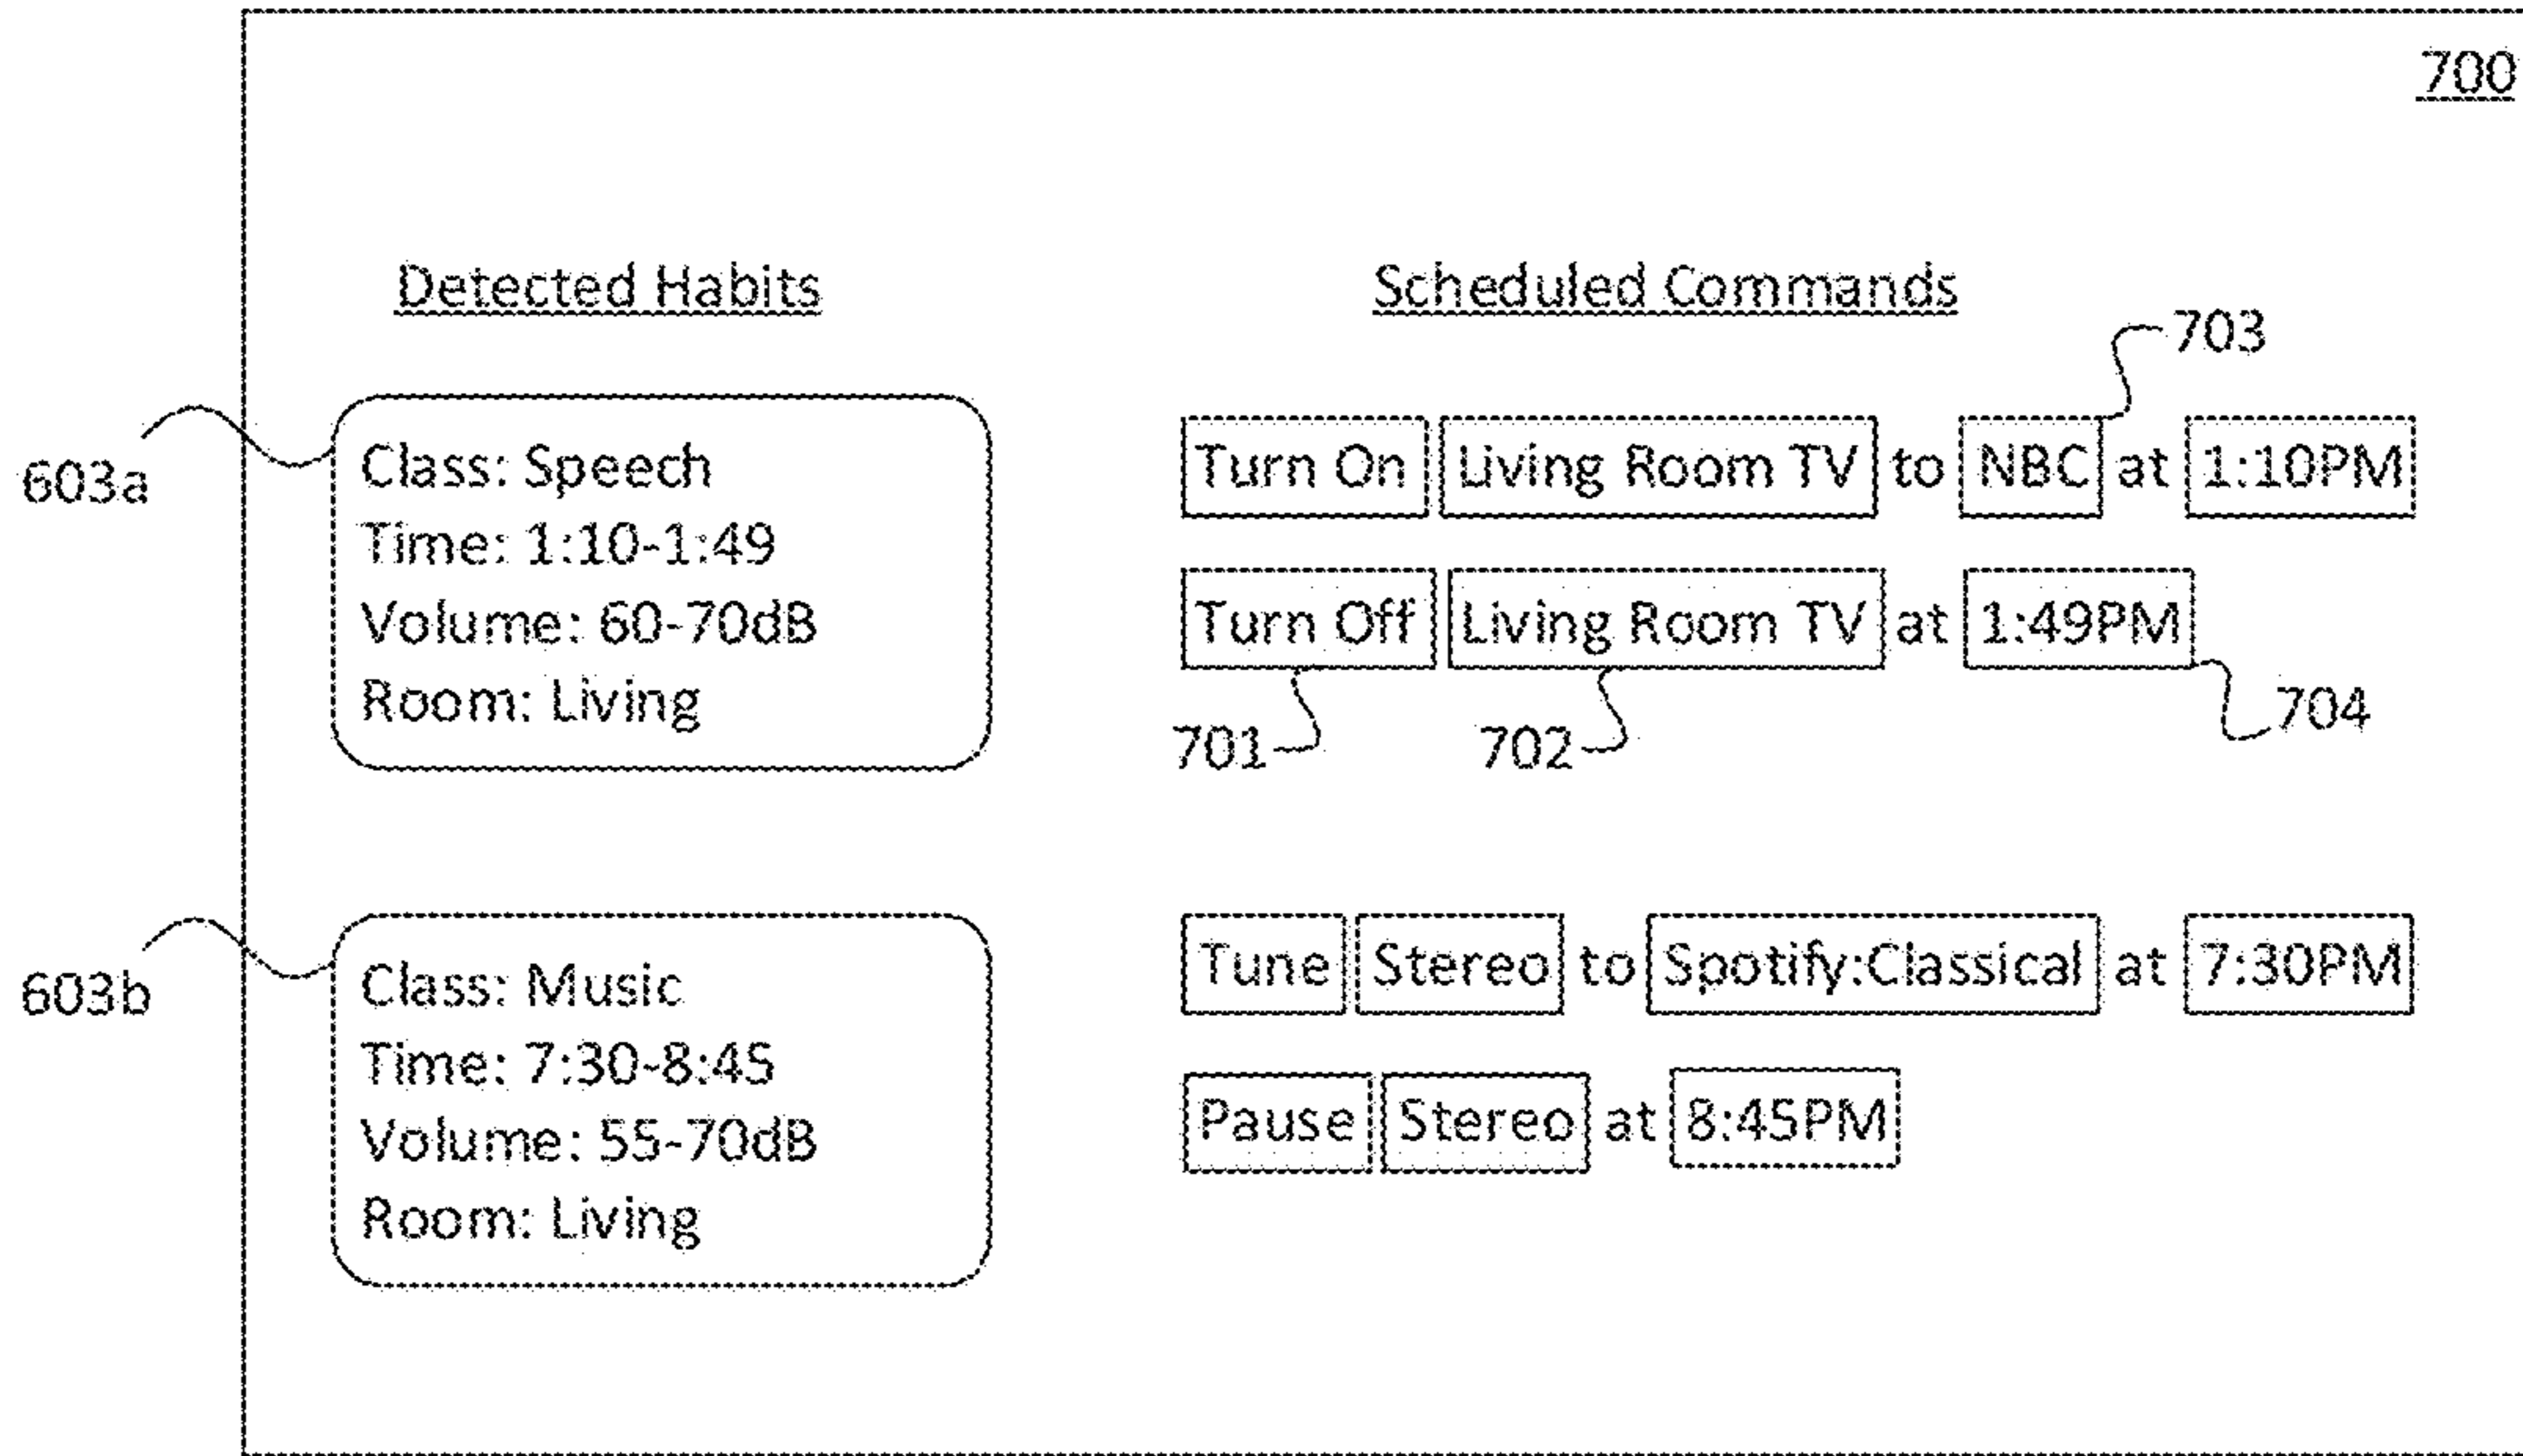 700
Detected Habits
Scheduled Commands
703
603a
Class: Speech
Time: 1:10-1:49
Volume: 60-70dB
Room: Living
Turn On Living Room TV to NBC at 1:10PM
Turn Off Living Room TV at 1:49PM
701
702
704
603b
Class: Music
Time: 7:30-8:45
Volume: 55-70dB
Room: Living
Tune Stereo to Spotify:Classical at 7:30PM
Pause Stereo at 8:45PM